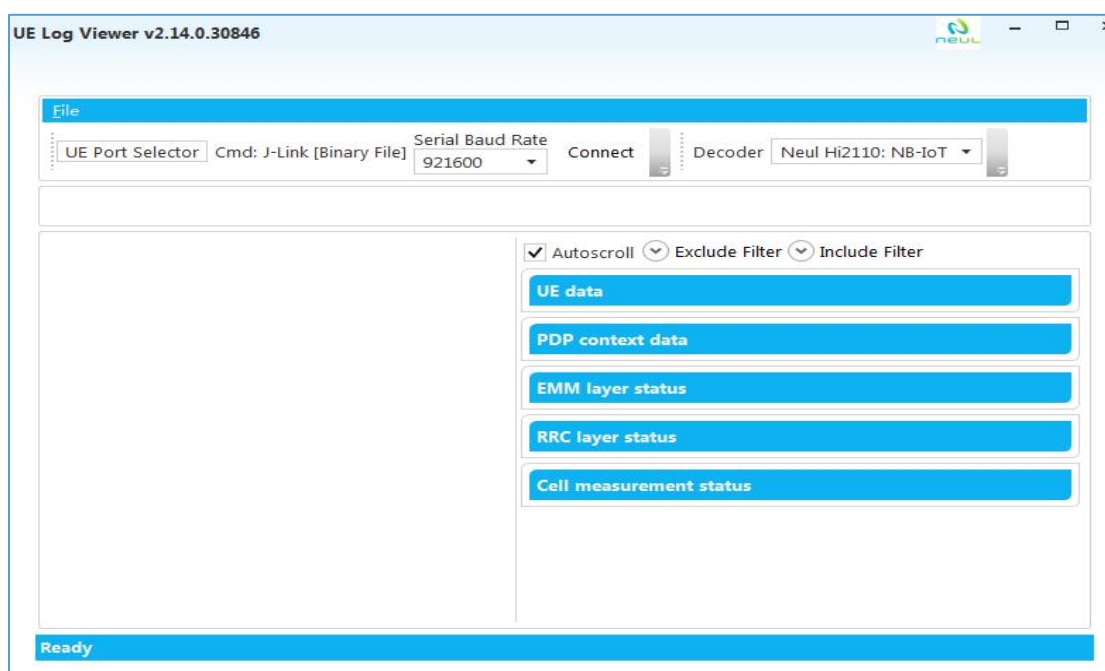 UE Log Viewer v2.14.0.30846
neul
File
UE Port Selector Cmd: J-Link [Binary File] Serial Baud Rate 921600 Connect Decoder Neul Hi2110: NB-IoT
Autoscroll Exclude Filter Include Filter
UE data
PDP context data
EMM layer status
RRC layer status
Cell measurement status
Ready